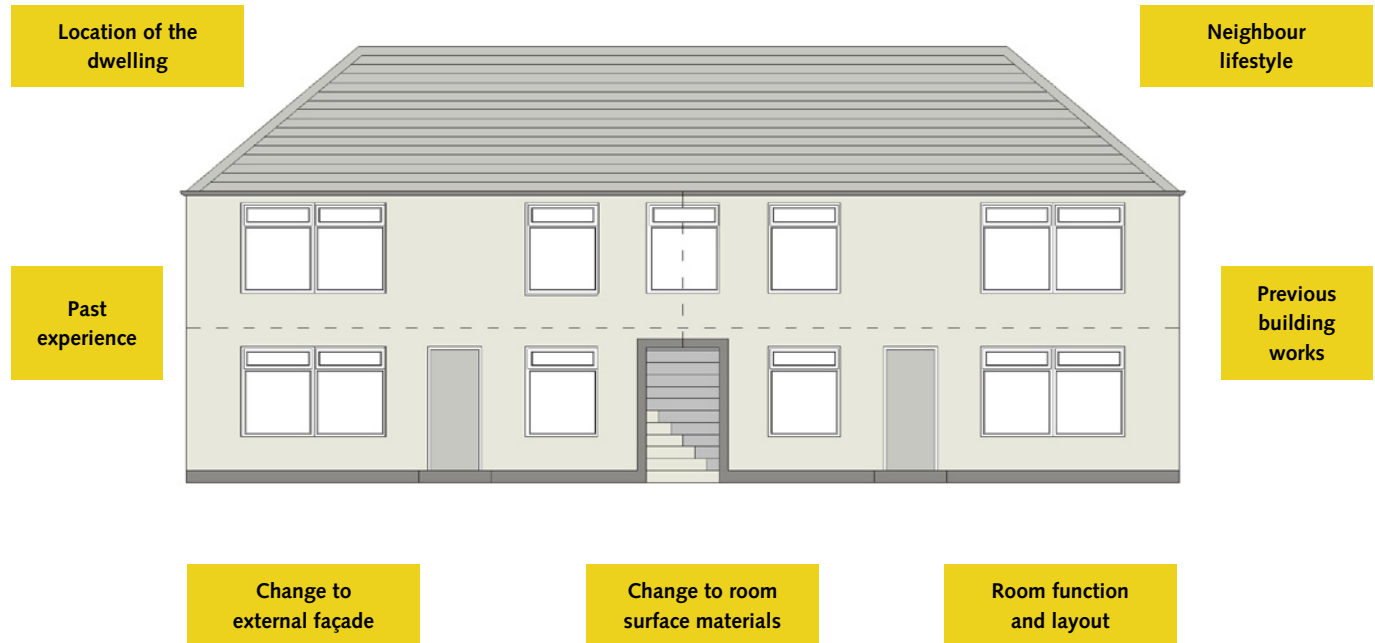 Location of the
dwelling
Neighbour
lifestyle
Past
experience
Previous
building
works
Change to
external façade
Change to room
surface materials
Room function
and layout